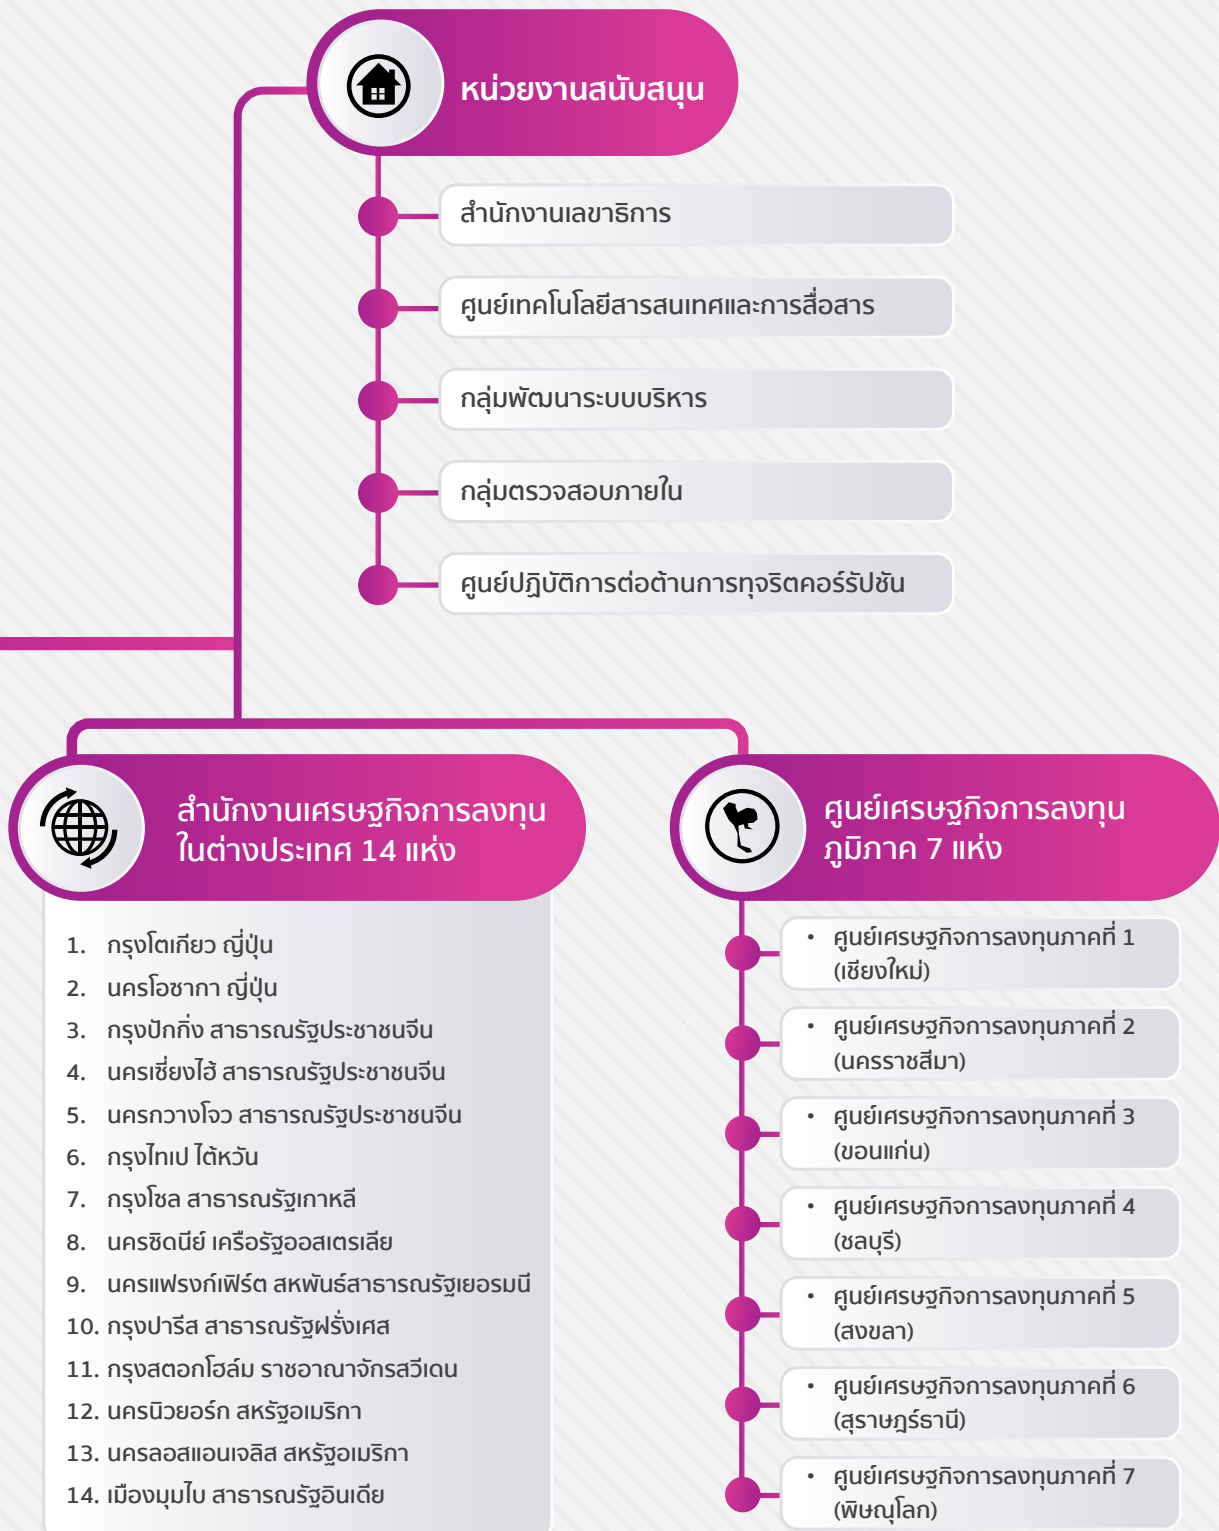 หน่วยงานสนับสนุน
สำนักงานเลขาธิการ
ศูนย์เทคโนโลยีสารสนเทศและการสื่อสาร
กลุ่มพัฒนาระบบบริหาร
กลุ่มตรวจสอบภายใน
ศูนย์ปฏิบัติการต่อต้านการทุจริตคอร์รัปชัน
สำนักงานเศรษฐกิจการลงทุน
ในต่างประเทศ 14 แห่ง
1. กรุงโตเกียว ญี่ปุ่น
2. นครโอซากา ญี่ปุ่น
3. กรุงปักกิ่ง สาธารณรัฐประชาชนจีน
4. นครเซี่ยงไฮ้ สาธารณรัฐประชาชนจีน
5. นครกวางโจว สาธารณรัฐประชาชนจีน
6. กรุงไทเป ไต้หวัน
7. กรุงโซล สาธารณรัฐเกาหลี
8. นครซิดนีย์ เครือรัฐออสเตรเลีย
9. นครแฟรงก์เฟิร์ต สหพันธ์สาธารณรัฐเยอรมนี
10. กรุงปารีส สาธารณรัฐฝรั่งเศส
11. กรุงสตอกโฮล์ม ราชอาณาจักรสวีเดน
12. นครนิวยอร์ก สหรัฐอเมริกา
13. นครลอสแอนเจลิส สหรัฐอเมริกา
14. เมืองมุมไบ สาธารณรัฐอินเดีย
ศูนย์เศรษฐกิจการลงทุน
ภูมิภาค 7 แห่ง
• ศูนย์เศรษฐกิจการลงทุนภาคที่ 1
(เชียงใหม่)
• ศูนย์เศรษฐกิจการลงทุนภาคที่ 2
(นครราชสีมา)
• ศูนย์เศรษฐกิจการลงทุนภาคที่ 3
(ขอนแก่น)
• ศูนย์เศรษฐกิจการลงทุนภาคที่ 4
(ชลบุรี)
• ศูนย์เศรษฐกิจการลงทุนภาคที่ 5
(สงขลา)
• ศูนย์เศรษฐกิจการลงทุนภาคที่ 6
(สุราษฎร์ธานี)
• ศูนย์เศรษฐกิจการลงทุนภาคที่ 7
(พิษณุโลก)